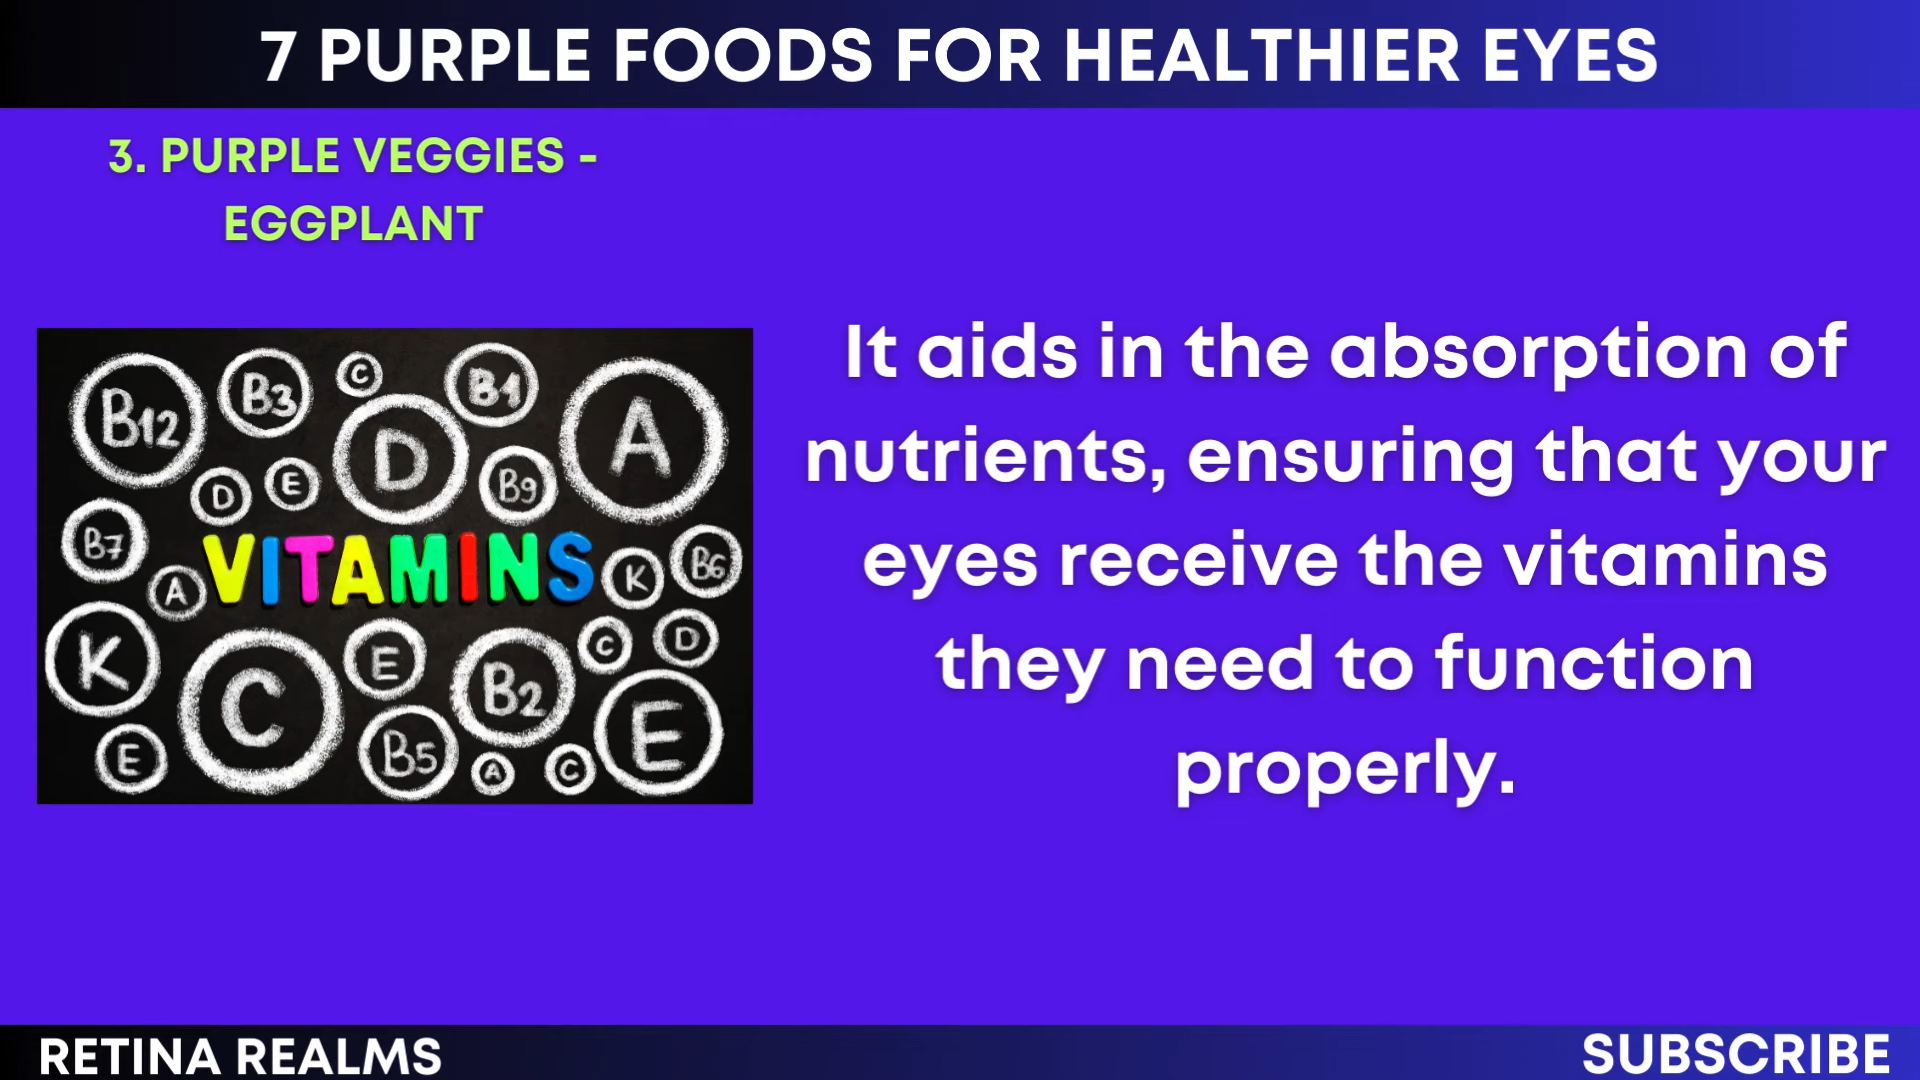 7 PURPLE FOODS FOR HEALTHIER EYES
3. PURPLE VEGGIES -
EGGPLANT
B12 B3 C B1 A
D E D B9
B7 A VITAMINS K B6
K C E B2 C D
E B5 A C E
It aids in the absorption of
nutrients, ensuring that your
eyes receive the vitamins
they need to function
properly.
RETINA REALMS
SUBSCRIBE